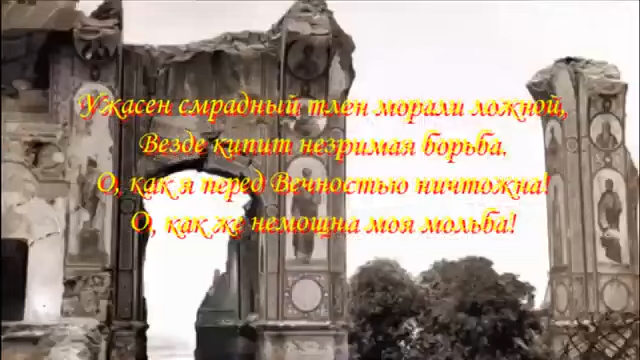 Ужасен смрадный тлен морали ложной,
Везде кипит незримая борьба.
О, как я перед Вечностью ничтожна!
О, как же немощна моя мольба!